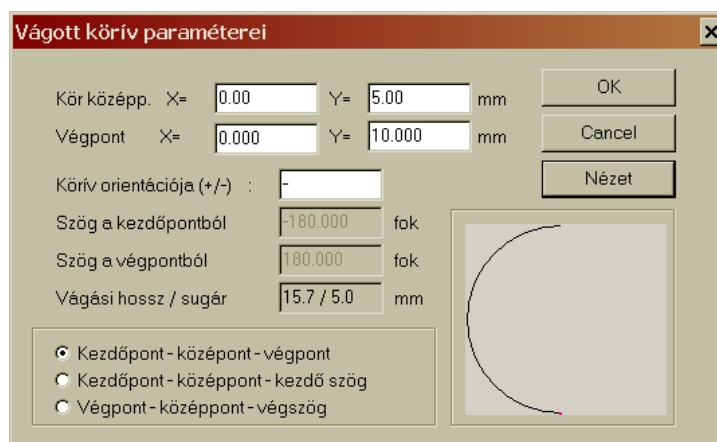 Vágott körív paraméterei
Kör középp. X= 0.00 Y= 5.00 mm
OK
Végpont X= 0.000 Y= 10.000 mm
Cancel
Körív orientációja (+/-) : -
Nézet
Szög a kezdőpontból -180.000 fok
Szög a végpontból 180.000 fok
Vágási hossz / sugár 15.7 / 5.0 mm
Kezdőpont - középont - végpont
Kezdőpont - középpont - kezdő szög
Végpont - középpont - végszög